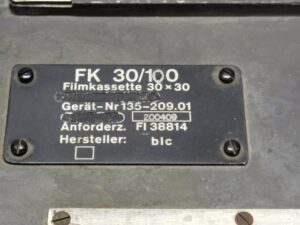 FK 30/100
Filmkassette 30×30
Gerät-Nr 135-209.01
200409
Anforderz. Fl 38814
Hersteller: blc